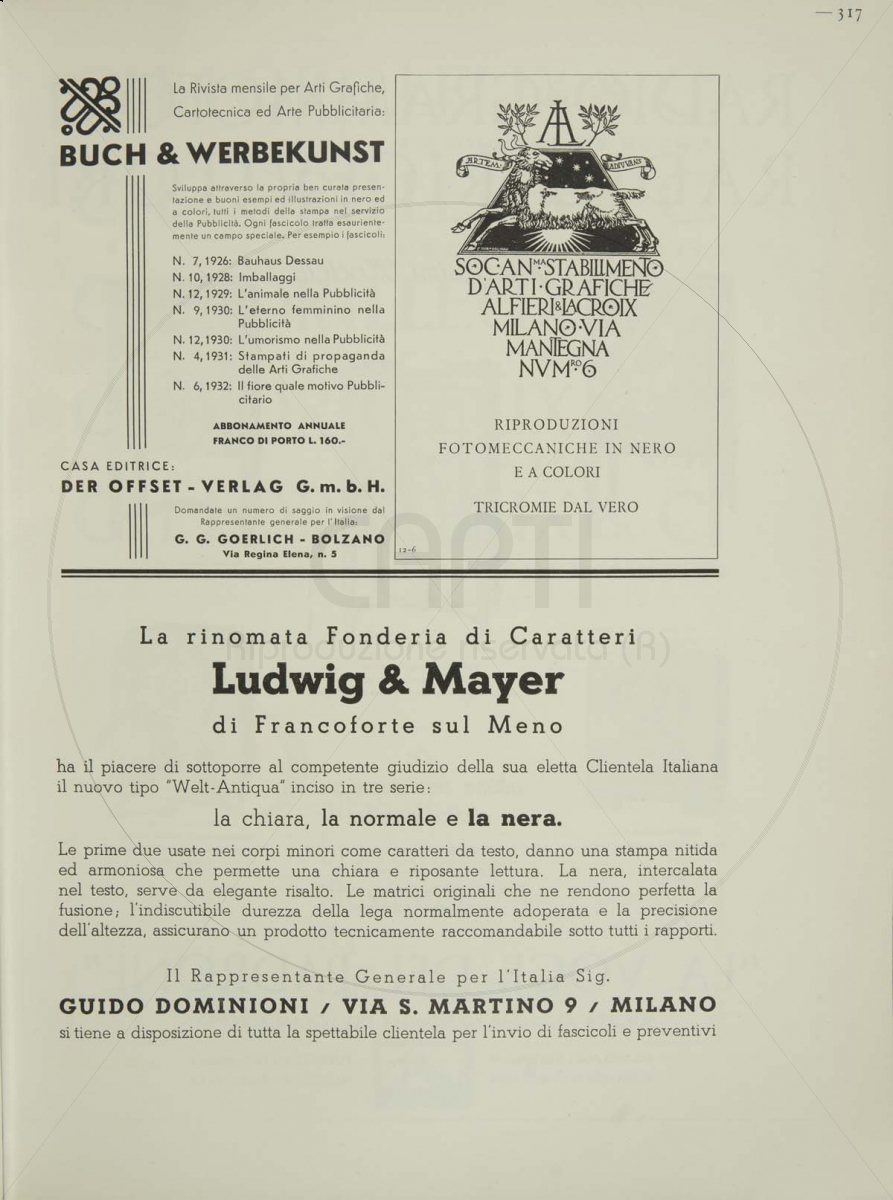 — 317
La Rivista mensile per Arti Grafiche,
Cartotecnica ed Arte Pubblicitaria:
BUCH & WERBEKUNST
Sviluppa attraverso la propria ben curata presen-
tazione e buoni esempi ed illustrazioni in nero ed
a colori, tutti i metodi della stampa nel servizio
della Pubblicità. Ogni fascicolo tratta esauriente-
mente un campo speciale. Per esempio i fascicoli:
N. 7, 1926: Bauhaus Dessau
N. 10, 1928: Imballaggi
N. 12, 1929: L'animale nella Pubblicità
N. 9, 1930: L'eterno femminino nella
Pubblicità
N. 12, 1930: L'umorismo nella Pubblicità
N. 4, 1931: Stampati di propaganda
delle Arti Grafiche
N. 6, 1932: Il fiore quale motivo Pubbli-
citario
ABBONAMENTO ANNUALE
FRANCO DI PORTO L. 160.-
CASA EDITRICE:
DER OFFSET - VERLAG G. m. b. H.
Domandate un numero di saggio in visione dal
Rappresentante generale per l'Italia:
G. G. GOERLICH - BOLZANO
Via Regina Elena, n. 5
ARTEM ADIVVANS
SOC·AN·MA·STABILIMENTO
D'ARTI·GRAFICHE
ALFIERI&LACROIX
MILANO·VIA
MANTEGNA
NVM·RO·6
RIPRODUZIONI
FOTOMECCANICHE IN NERO
E A COLORI
TRICROMIE DAL VERO
12-6
CAPTI
Riproduzione riservata (R)
La rinomata Fonderia di Caratteri
Ludwig & Mayer
di Francoforte sul Meno
ha il piacere di sottoporre al competente giudizio della sua eletta Clientela Italiana
il nuovo tipo "Welt-Antiqua" inciso in tre serie:
la chiara, la normale e la nera.
Le prime due usate nei corpi minori come caratteri da testo, danno una stampa nitida
ed armoniosa che permette una chiara e riposante lettura. La nera, intercalata
nel testo, serve da elegante risalto. Le matrici originali che ne rendono perfetta la
fusione; l'indiscutibile durezza della lega normalmente adoperata e la precisione
dell'altezza, assicurano un prodotto tecnicamente raccomandabile sotto tutti i rapporti.
Il Rappresentante Generale per l'Italia Sig.
GUIDO DOMINIONI / VIA S. MARTINO 9 / MILANO
si tiene a disposizione di tutta la spettabile clientela per l'invio di fascicoli e preventivi